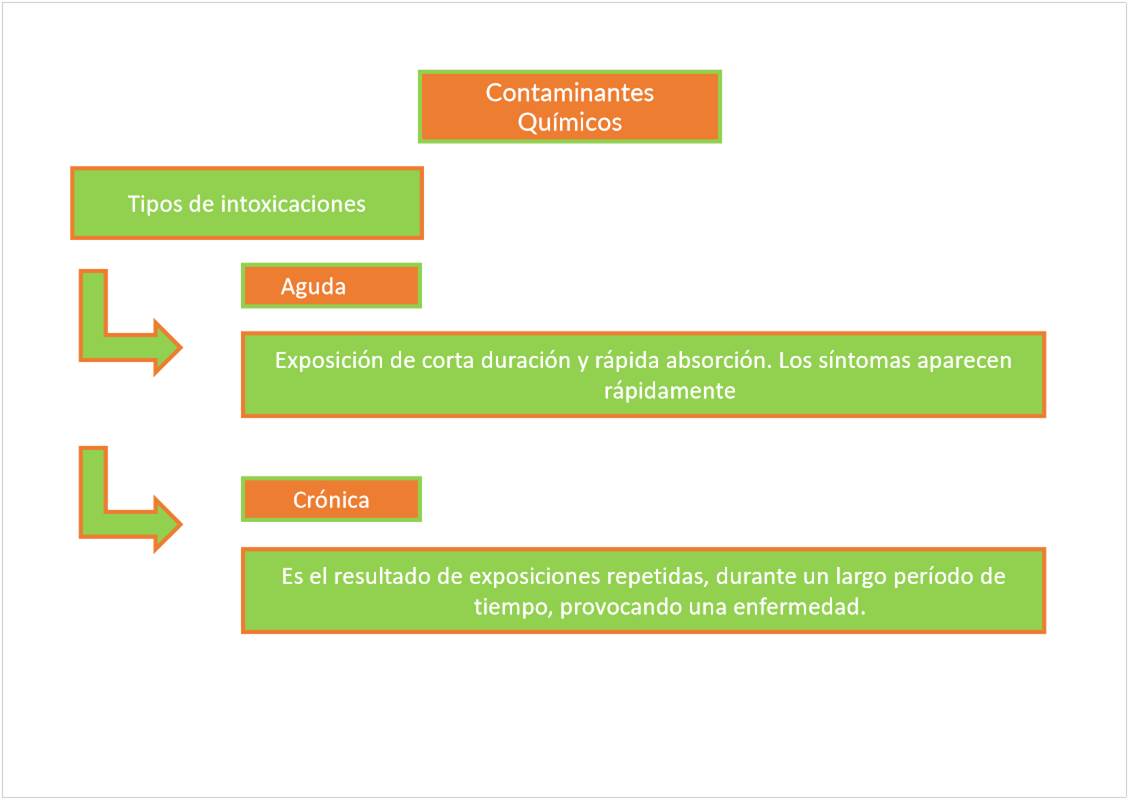 Contaminantes
Químicos
Tipos de intoxicaciones
Aguda
Exposición de corta duración y rápida absorción. Los síntomas aparecen
rápidamente
Crónica
Es el resultado de exposiciones repetidas, durante un largo período de
tiempo, provocando una enfermedad.